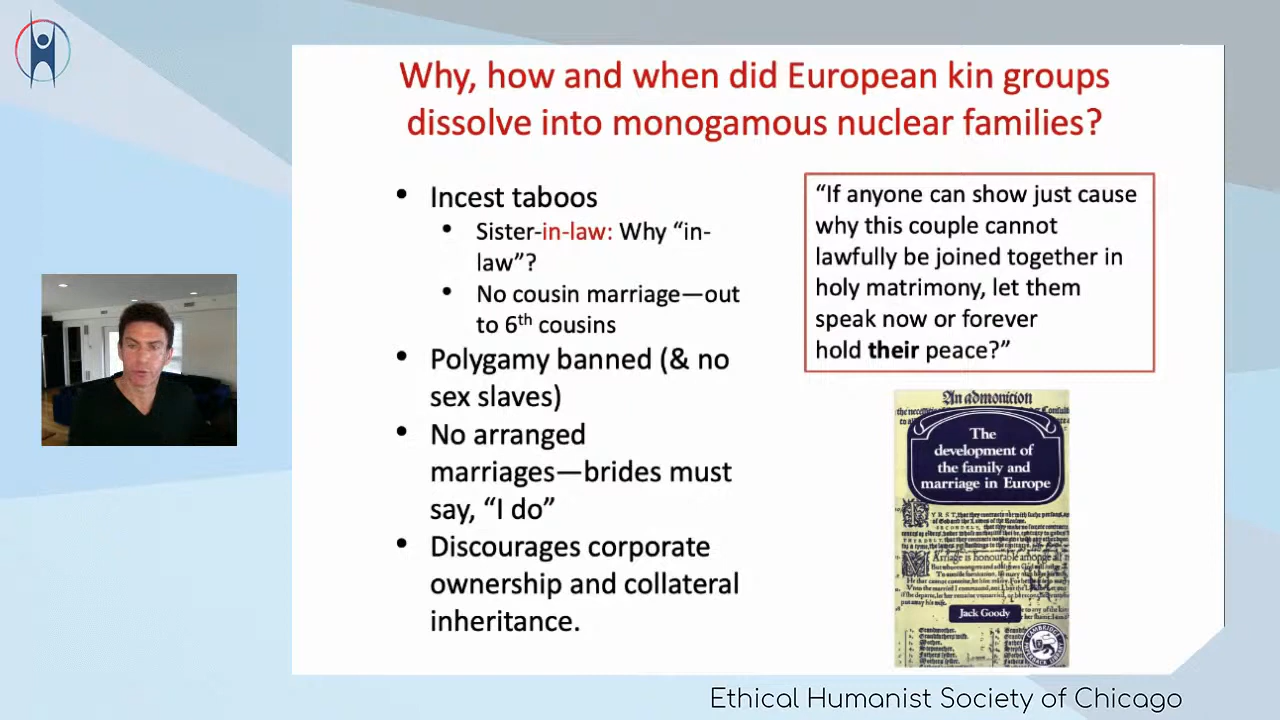 Why, how and when did European kin groups
dissolve into monogamous nuclear families?
• Incest taboos
• Sister-in-law: Why “in-
law”?
• No cousin marriage—out
to 6th cousins
• Polygamy banned (& no
sex slaves)
• No arranged
marriages—brides must
say, “I do”
• Discourages corporate
ownership and collateral
inheritance.
“If anyone can show just cause
why this couple cannot
lawfully be joined together in
holy matrimony, let them
speak now or forever
hold their peace?”
An admonition
The
development of
the family and
marriage in Europe
Jack Goody
Ethical Humanist Society of Chicago